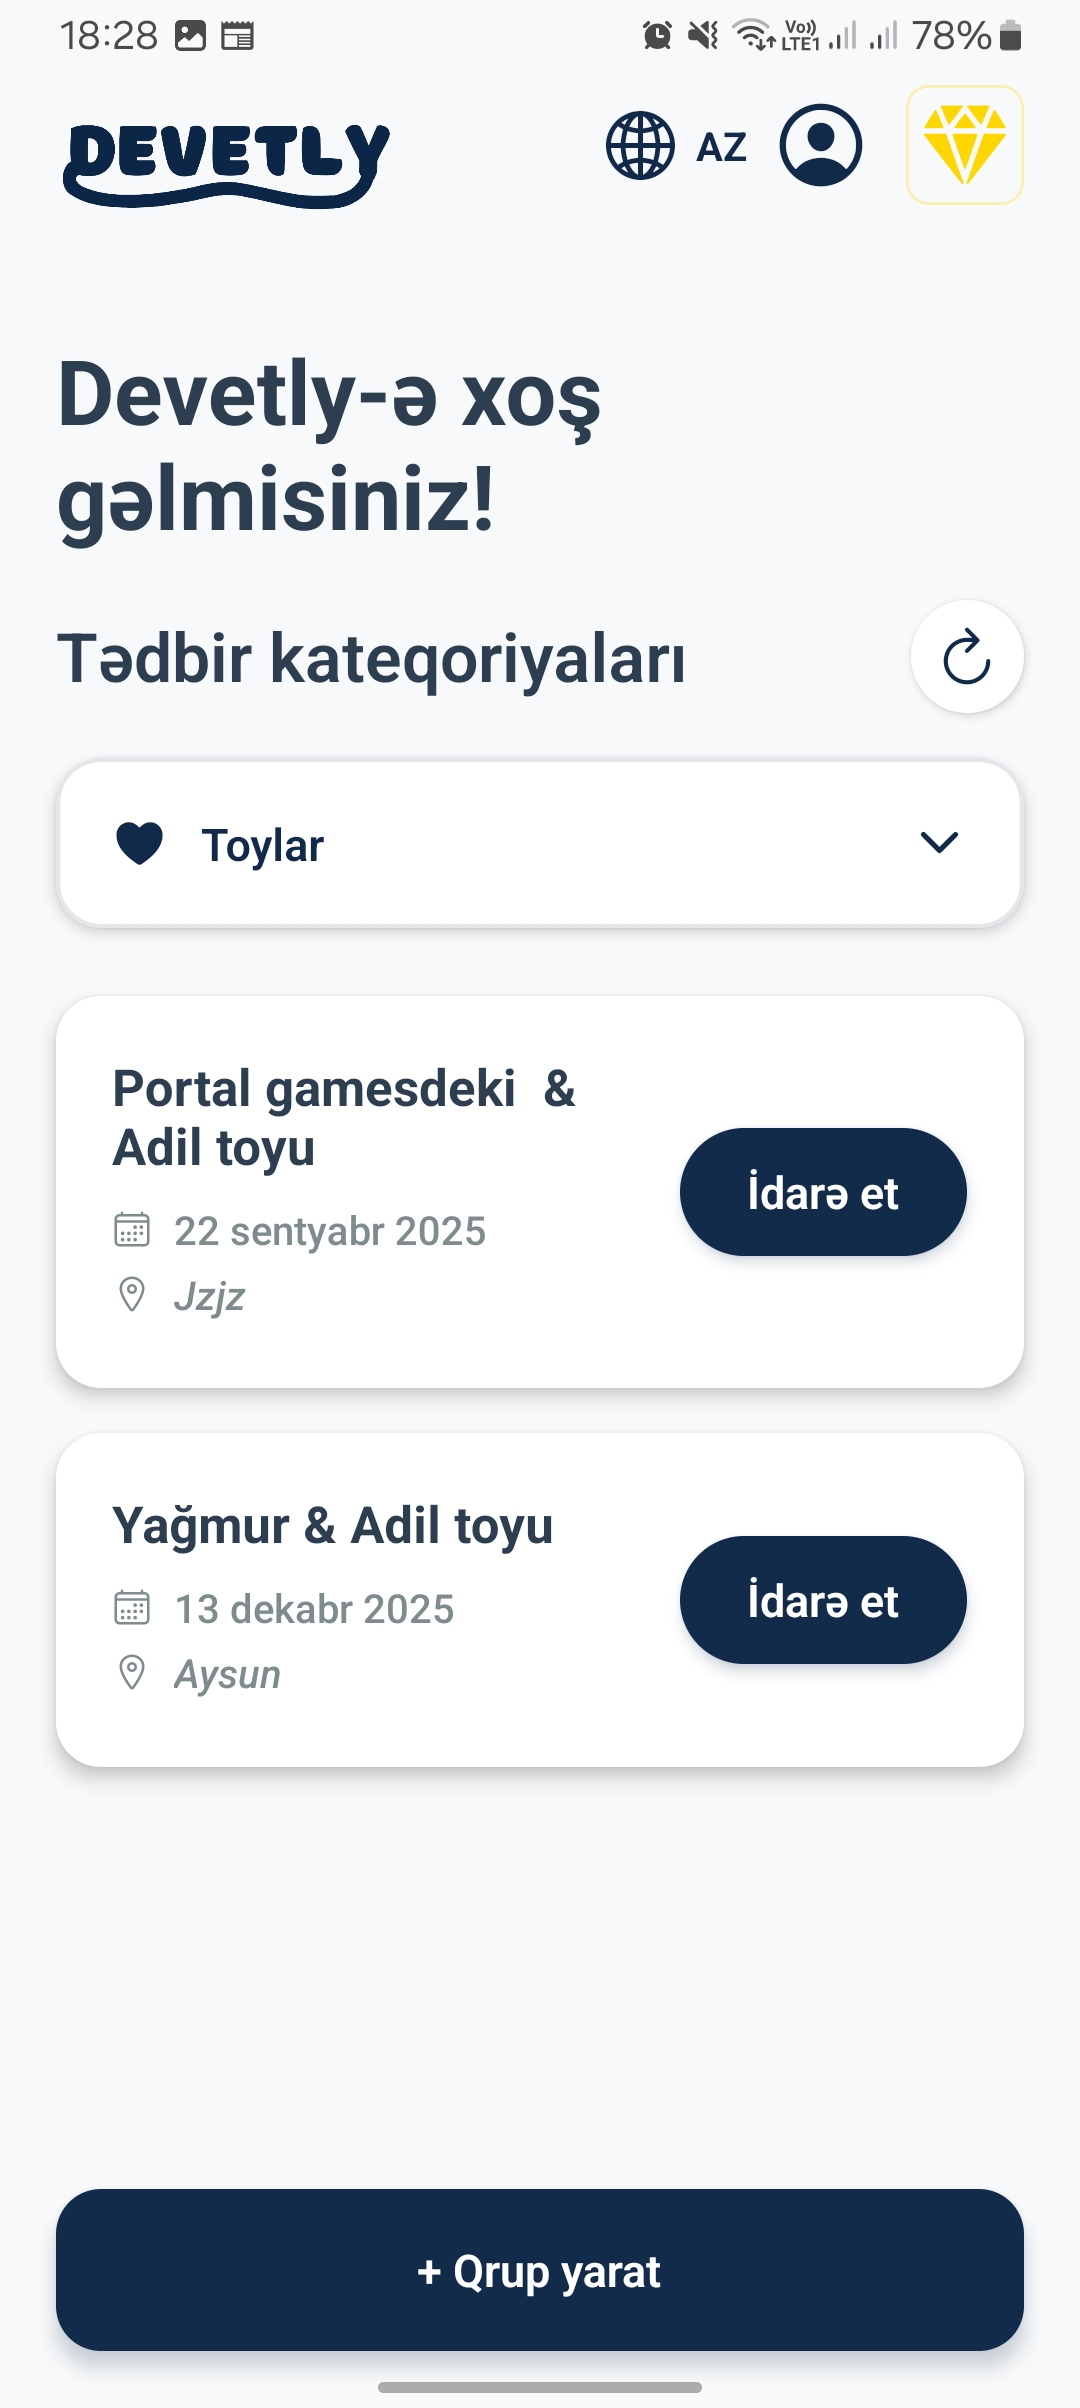 18:28
Vo)) LTE1 78%
DEVETLY
AZ
Devetly-ə xoş
gəlmisiniz!
Tədbir kateqoriyaları
Toylar
Portal gamesdeki &
Adil toyu
22 sentyabr 2025
Jzjz
İdarə et
Yağmur & Adil toyu
13 dekabr 2025
Aysun
İdarə et
+ Qrup yarat